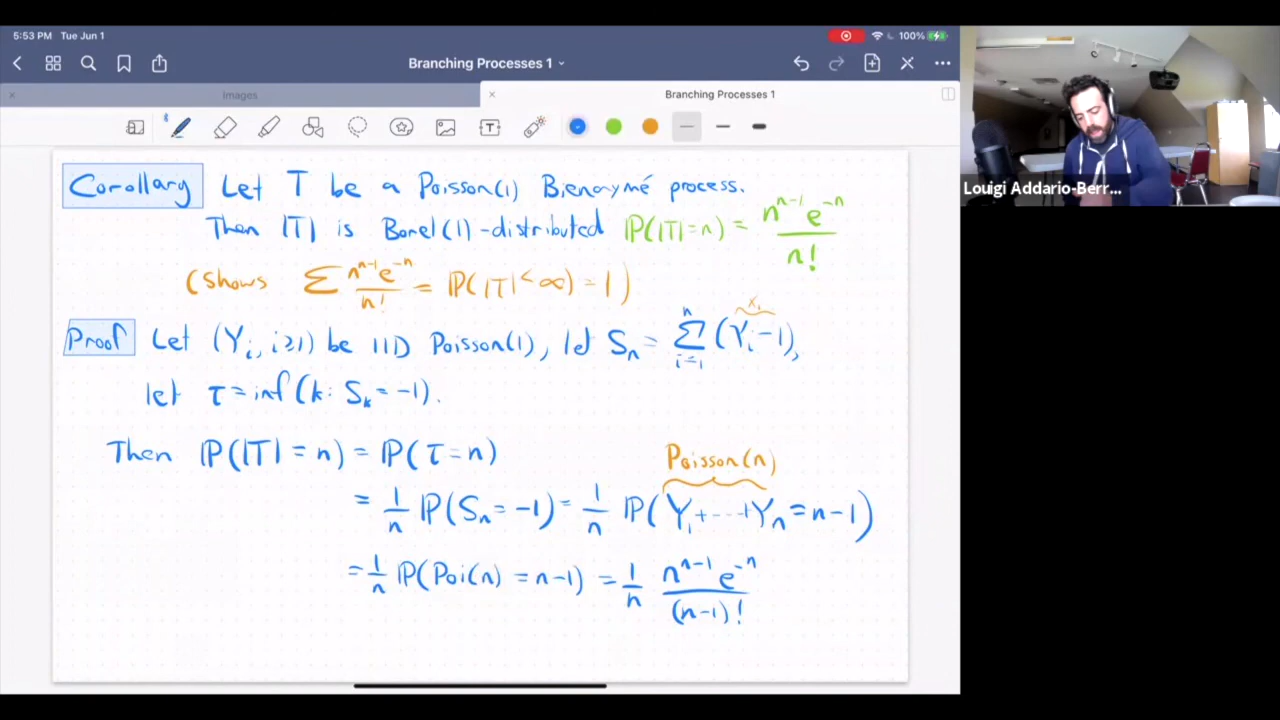 5:53 PM Tue Jun 1
100%
Branching Processes 1
Images
Branching Processes 1
Louigi Addario-Berr...
Corollary Let T be a Poisson(1) Bienaymé process.
Then |T| is Borel(1)-distributed ℙ(|T|=n) = n^{n-1} e^{-n} / n!
(Shows Σ n^{n-1} e^{-n} / n! = ℙ(|T| < ∞) = 1)
Proof Let (Y_i, i≥1) be IID Poisson(1), let S_n = Σ_{i=1}^{n} (Y_i - 1),
X_i
let τ = inf(k: S_k = -1).
Then ℙ(|T| = n) = ℙ(τ = n)
Poisson(n)
= 1/n ℙ(S_n = -1) = 1/n ℙ(Y_1 + ... + Y_n = n-1)
= 1/n ℙ(Poi(n) = n-1) = 1/n n^{n-1} e^{-n} / (n-1)!